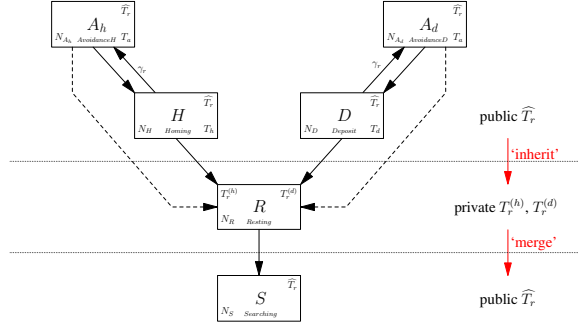 $\widehat{T_r}$
$A_h$
$N_{A_h}$ AvoidanceH $T_a$
$\widehat{T_r}$
$A_d$
$N_{A_d}$ AvoidanceD $T_a$
$\gamma_r$
$\gamma_r$
$\widehat{T_r}$
$H$
$N_H$ Homing $T_h$
$\widehat{T_r}$
$D$
$N_D$ Deposit $T_d$
public $\widehat{T_r}$
‘inherit’
$T_r^{(h)}$ $T_r^{(d)}$
$R$
$N_R$ Resting
private $T_r^{(h)}$, $T_r^{(d)}$
‘merge’
$\widehat{T_r}$
$S$
$N_S$ Searching
public $\widehat{T_r}$